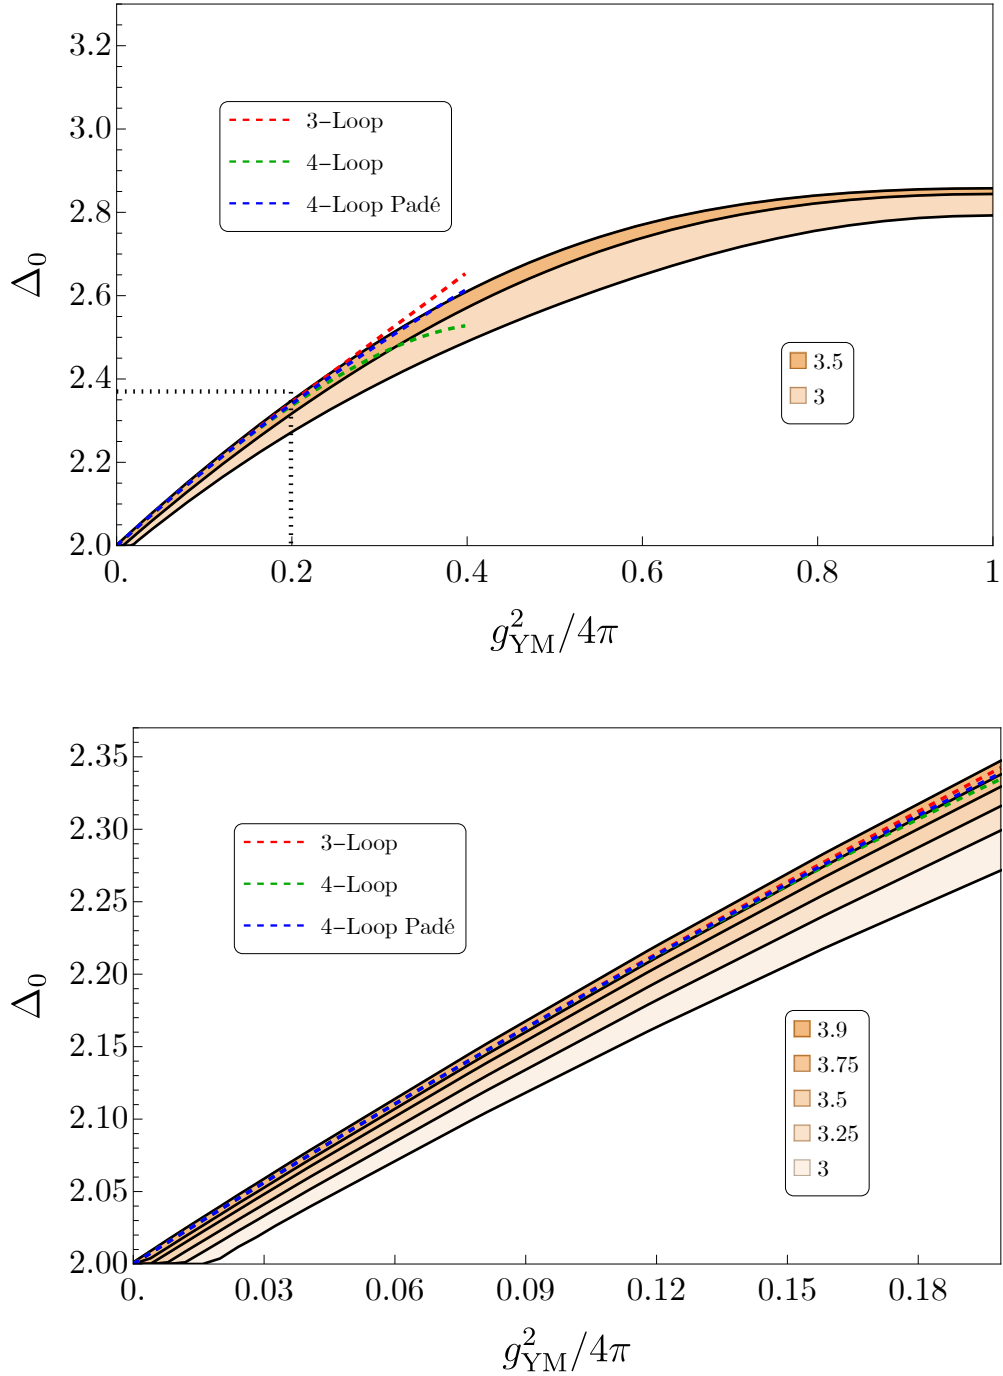 3.2
3.0
2.8
2.6
2.4
2.2
2.0
Δ₀
3–Loop
4–Loop
4–Loop Padé
3.5
3
0. 0.2 0.4 0.6 0.8 1
g²_YM/4π
2.35
2.30
2.25
2.20
2.15
2.10
2.05
2.00
Δ₀
3–Loop
4–Loop
4–Loop Padé
3.9
3.75
3.5
3.25
3
0. 0.03 0.06 0.09 0.12 0.15 0.18
g²_YM/4π